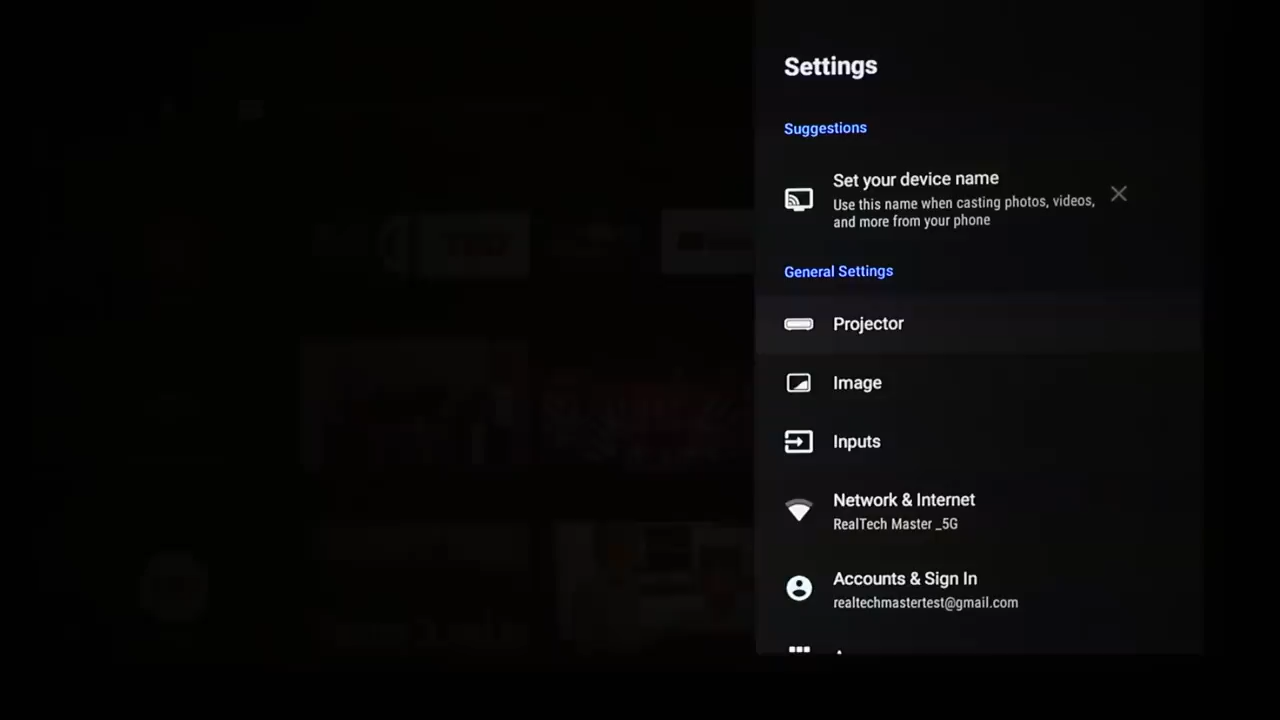 Settings
Suggestions
Set your device name
Use this name when casting photos, videos,
and more from your phone
General Settings
Projector
Image
Inputs
Network & Internet
RealTech Master _5G
Accounts & Sign In
realtechmastertest@gmail.com